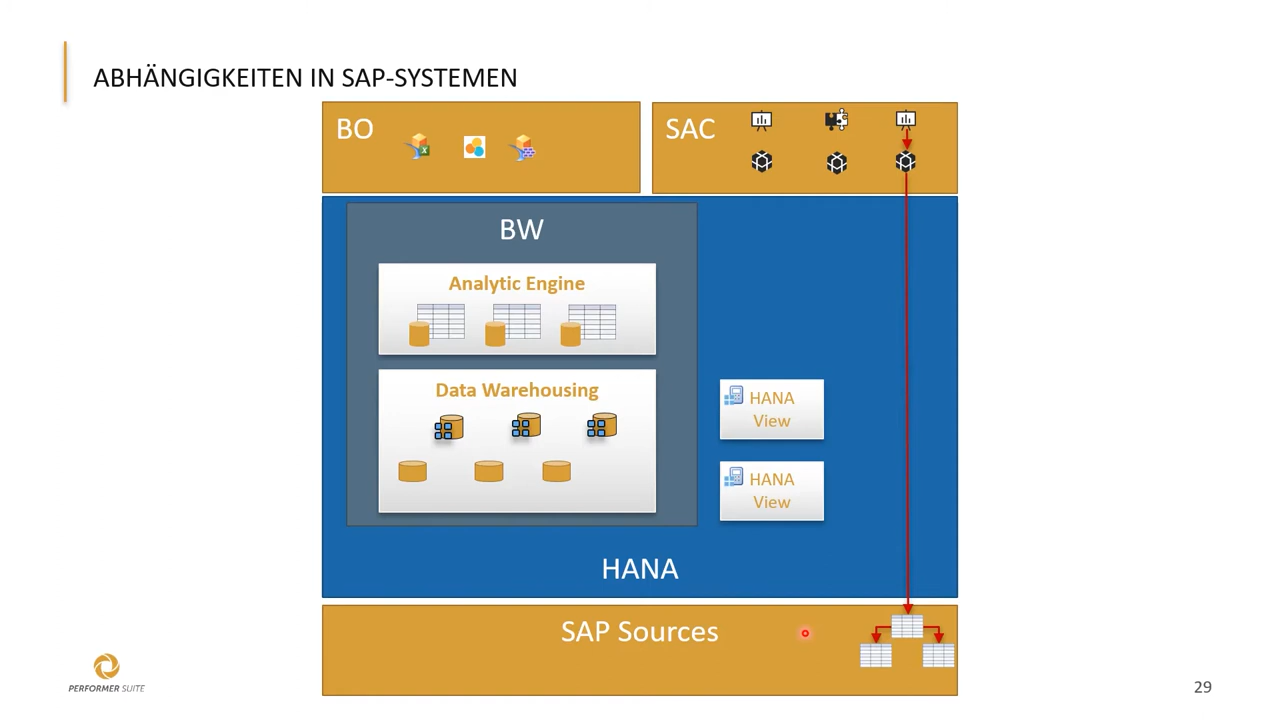 ABHÄNGIGKEITEN IN SAP-SYSTEMEN
BO
SAC
BW
Analytic Engine
Data Warehousing
HANA
View
HANA
View
HANA
SAP Sources
PERFORMER SUITE
29